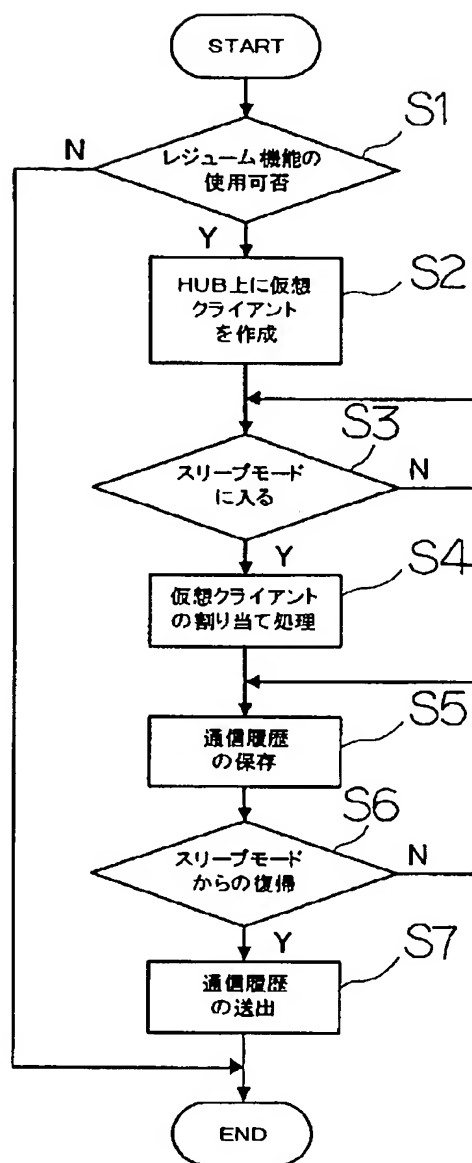 START
S1
N
レジューム機能の
使用可否
Y
S2
HUB上に仮想
クライアント
を作成
S3
スリープモード
に入る
N
Y
S4
仮想クライアント
の割り当て処理
S5
通信履歴
の保存
S6
スリープモード
からの復帰
N
Y
S7
通信履歴
の送出
END